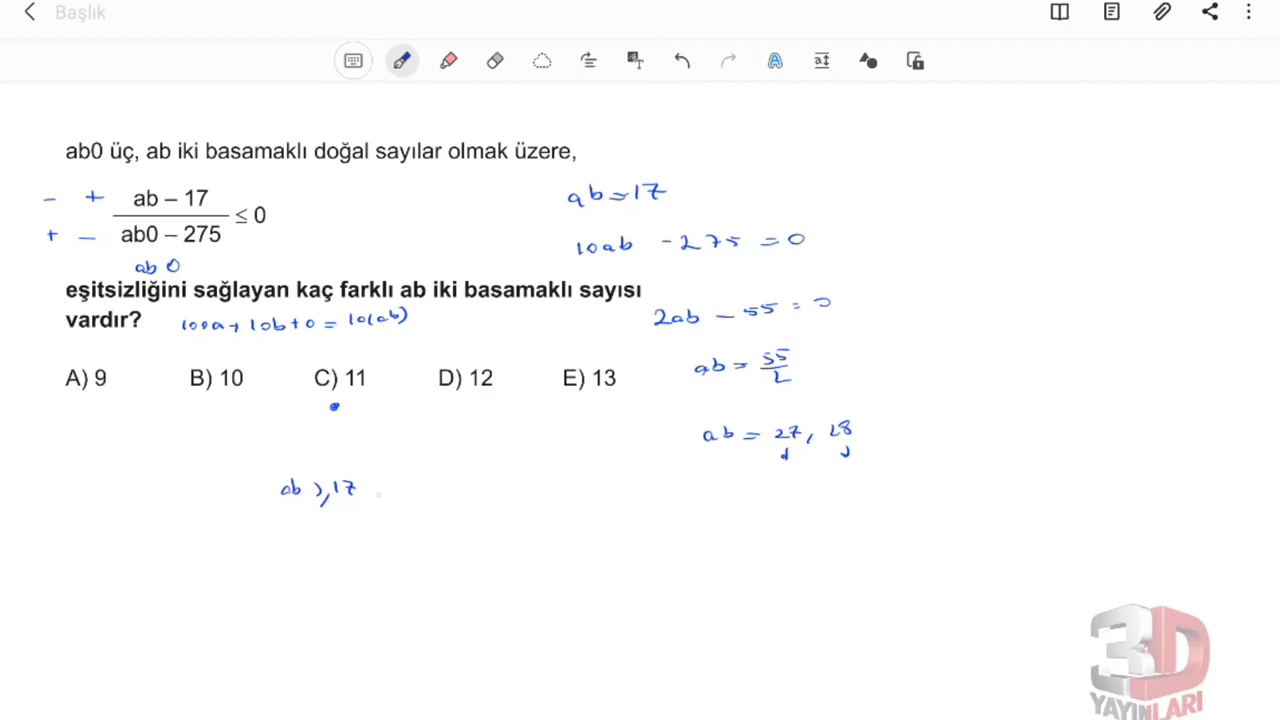 Başlık
ab0 üç, ab iki basamaklı doğal sayılar olmak üzere,
- + ab – 17
+ - ab0 – 275
≤ 0
ab 0
eşitsizliğini sağlayan kaç farklı ab iki basamaklı sayısı
vardır?
100a + 10b + 0 = 10(ab)
A) 9 B) 10 C) 11 D) 12 E) 13
ab ⩾ 17
ab = 17
10ab - 275 = 0
2ab - 55 = 0
ab = 55/2
ab = 27, 28
3D
YAYINLARI